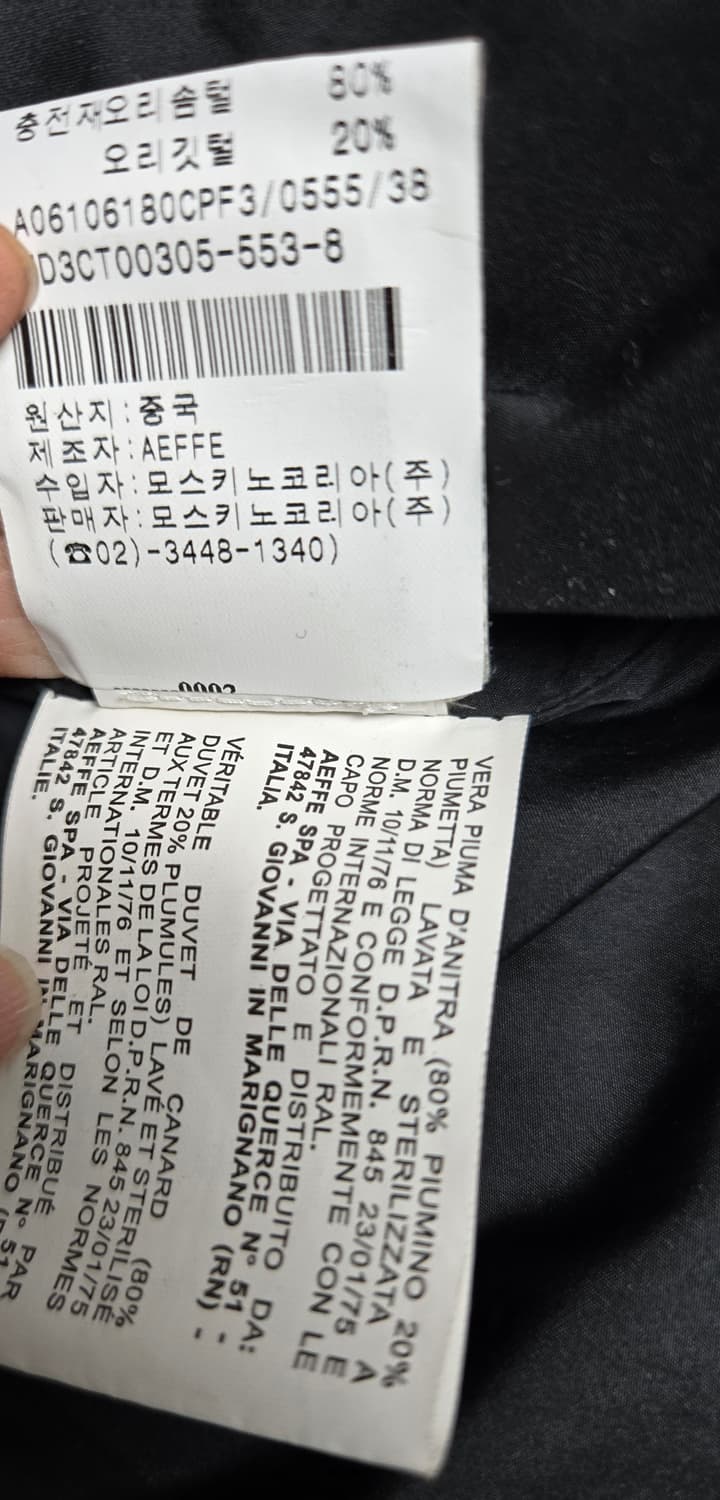 충전재오리솜털 80%
오리깃털 20%
A06106180CPF3/0555/38
D3CT00305-553-8
원산지:중국
제조자:AEFFE
수입자:모스키노코리아(주)
판매자:모스키노코리아(주)
(☎02)-3448-1340)
VERA PIUMA D'ANITRA (80% PIUMINO 20%
PIUMETTA) LAVATA E STERILIZZATA A
NORMA DI LEGGE D.P.R.N. 845 23/01/75 E
D.M. 10/11/76 E CONFORMEMENTE CON LE
NORME INTERNAZIONALI RAL.
CAPO PROGETTATO E DISTRIBUITO DA:
AEFFE SPA - VIA DELLE QUERCE Nº 51 -
47842 S. GIOVANNI IN MARIGNANO (RN) -
ITALIA.
VÉRITABLE DUVET DE CANARD (80%
DUVET 20% PLUMULES) LAVÉ ET STERILISÉ
AUX TERMES DE LA LOI D.P.R.N. 845 23/01/75
ET D.M. 10/11/76 ET SELON LES NORMES
INTERNATIONALES RAL.
ARTICLE PROJETÉ ET DISTRIBUÉ PAR
AEFFE SPA - VIA DELLE QUERCE Nº 51
47842 S. GIOVANNI IN MARIGNANO
ITALIE.